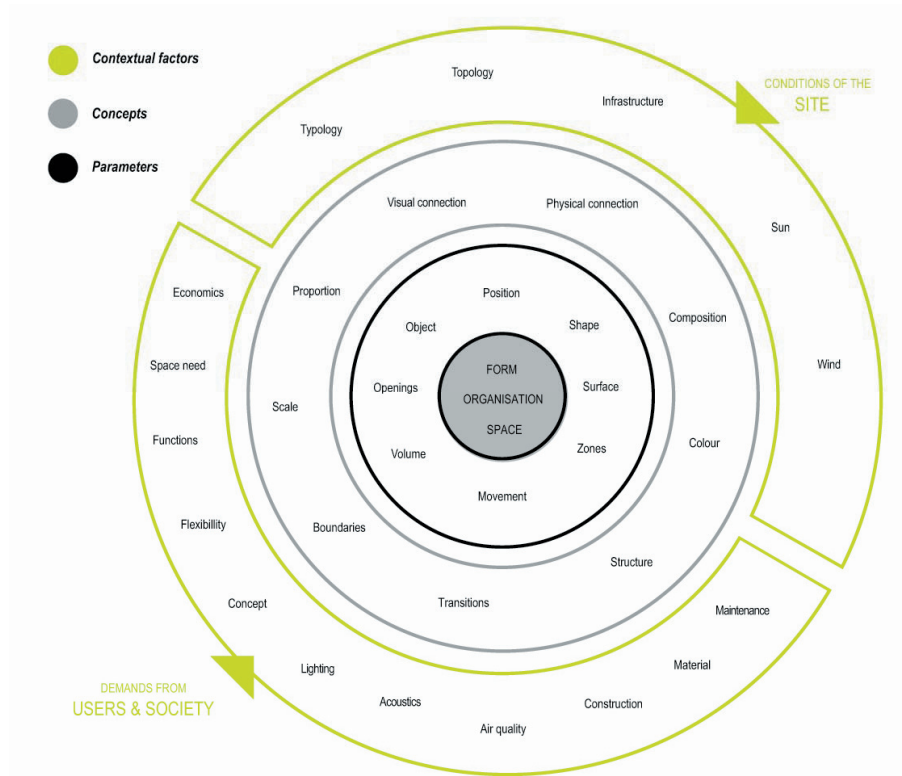 Contextual factors
Concepts
Parameters
Topology
Infrastructure
Typology
CONDITIONS OF THE
SITE
Visual connection
Physical connection
Sun
Economics
Proportion
Position
Composition
Object
Shape
Space need
Wind
FORM
Openings
Surface
ORGANISATION
Scale
SPACE
Functions
Volume
Zones
Colour
Movement
Flexibillity
Boundaries
Structure
Concept
Transitions
Maintenance
Lighting
Material
DEMANDS FROM
USERS & SOCIETY
Acoustics
Construction
Air quality